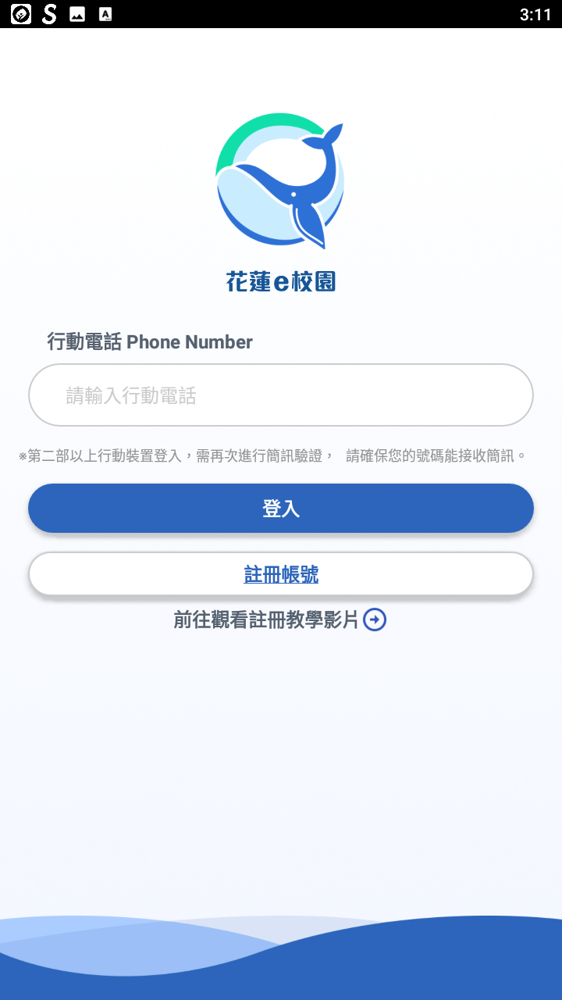 3:11
花蓮e校園
行動電話 Phone Number
請輸入行動電話
※第二部以上行動裝置登入，需再次進行簡訊驗證， 請確保您的號碼能接收簡訊。
登入
註冊帳號
前往觀看註冊教學影片